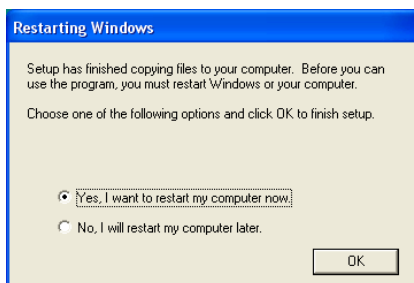 Restarting Windows
Setup has finished copying files to your computer. Before you can
use the program, you must restart Windows or your computer.
Choose one of the following options and click OK to finish setup.
Yes, I want to restart my computer now.
No, I will restart my computer later.
OK